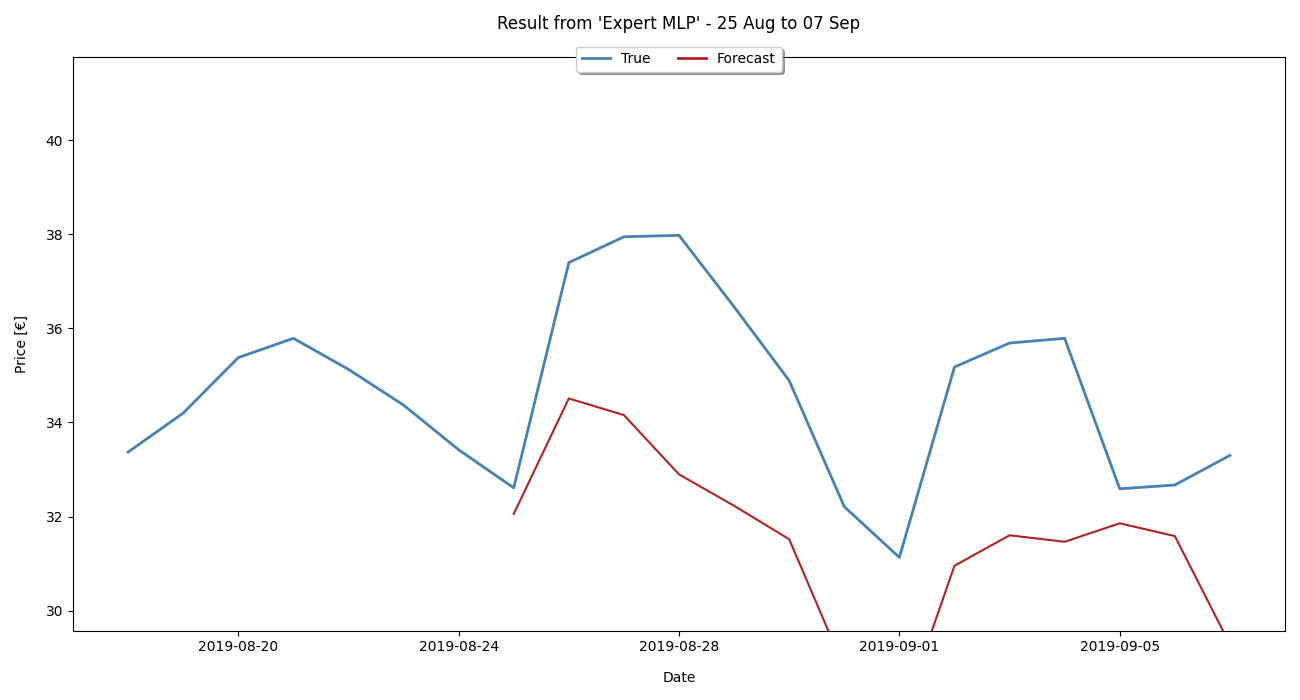 Result from 'Expert MLP' - 25 Aug to 07 Sep
True Forecast
40
38
36
34
32
30
Price [€]
2019-08-20 2019-08-24 2019-08-28 2019-09-01 2019-09-05
Date